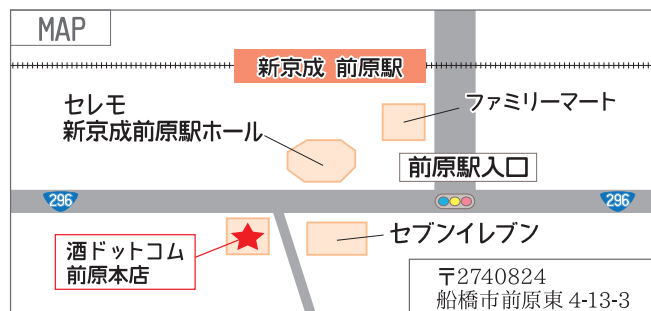 MAP
新京成 前原駅
セレモ
新京成前原駅ホール
ファミリーマート
前原駅入口
296
296
酒ドットコム
前原本店
セブンイレブン
〒2740824
船橋市前原東 4-13-3